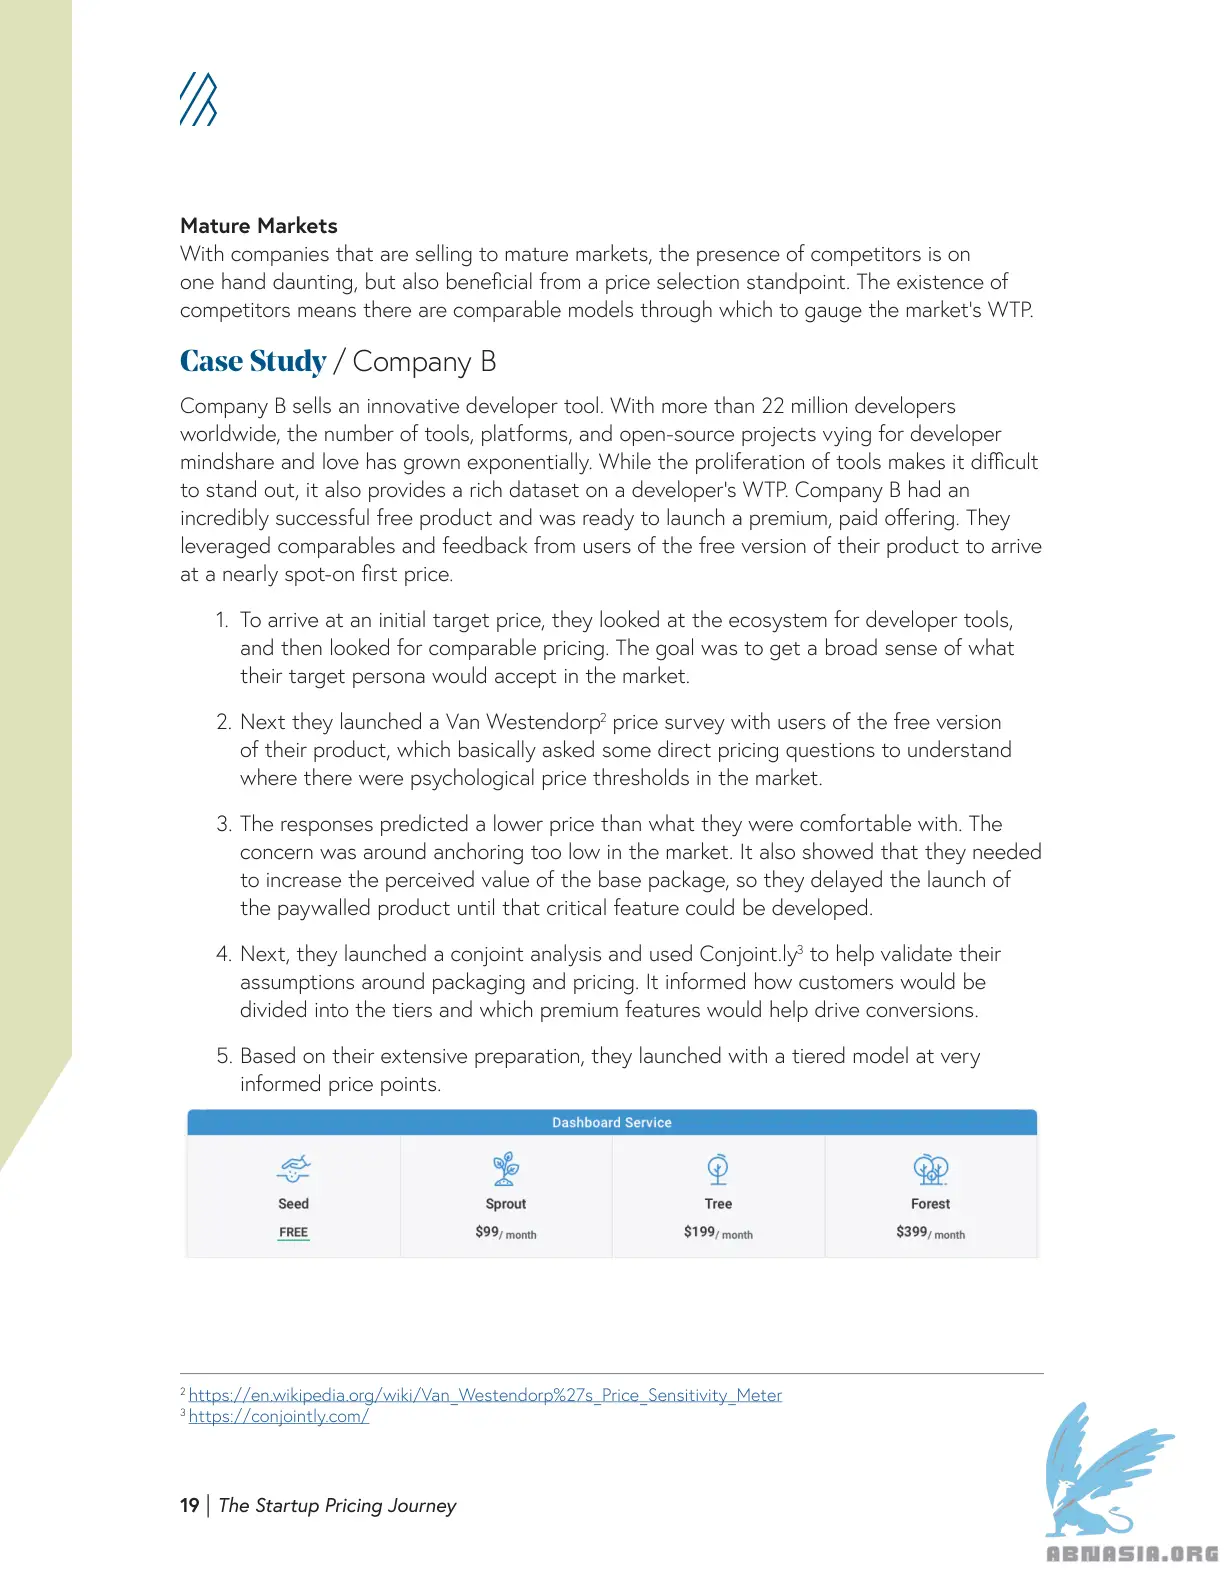 Mature Markets
With companies that are selling to mature markets, the presence of competitors is on
one hand daunting, but also beneficial from a price selection standpoint. The existence of
competitors means there are comparable models through which to gauge the market's WTP.
Case Study / Company B
Company B sells an innovative developer tool. With more than 22 million developers
worldwide, the number of tools, platforms, and open-source projects vying for developer
mindshare and love has grown exponentially. While the proliferation of tools makes it difficult
to stand out, it also provides a rich dataset on a developer's WTP. Company B had an
incredibly successful free product and was ready to launch a premium, paid offering. They
leveraged comparables and feedback from users of the free version of their product to arrive
at a nearly spot-on first price.
1. To arrive at an initial target price, they looked at the ecosystem for developer tools,
and then looked for comparable pricing. The goal was to get a broad sense of what
their target persona would accept in the market.
2. Next they launched a Van Westendorp² price survey with users of the free version
of their product, which basically asked some direct pricing questions to understand
where there were psychological price thresholds in the market.
3. The responses predicted a lower price than what they were comfortable with. The
concern was around anchoring too low in the market. It also showed that they needed
to increase the perceived value of the base package, so they delayed the launch of
the paywalled product until that critical feature could be developed.
4. Next, they launched a conjoint analysis and used Conjoint.ly³ to help validate their
assumptions around packaging and pricing. It informed how customers would be
divided into the tiers and which premium features would help drive conversions.
5. Based on their extensive preparation, they launched with a tiered model at very
informed price points.
Dashboard Service
Seed Sprout Tree Forest
FREE $99/ month $199/ month $399/ month
² https://en.wikipedia.org/wiki/Van_Westendorp%27s_Price_Sensitivity_Meter
³ https://conjointly.com/
19 | The Startup Pricing Journey
ABNASIA.ORG